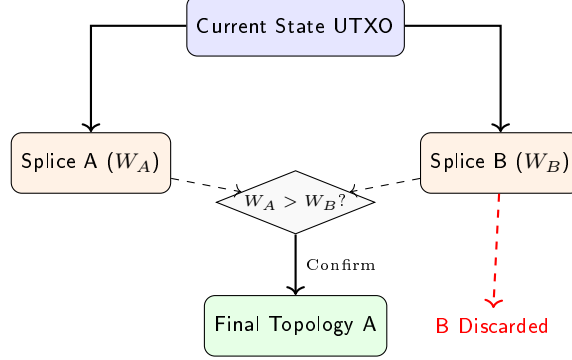 Current State UTXO
Splice A (W_A)
Splice B (W_B)
W_A > W_B?
Confirm
Final Topology A
B Discarded